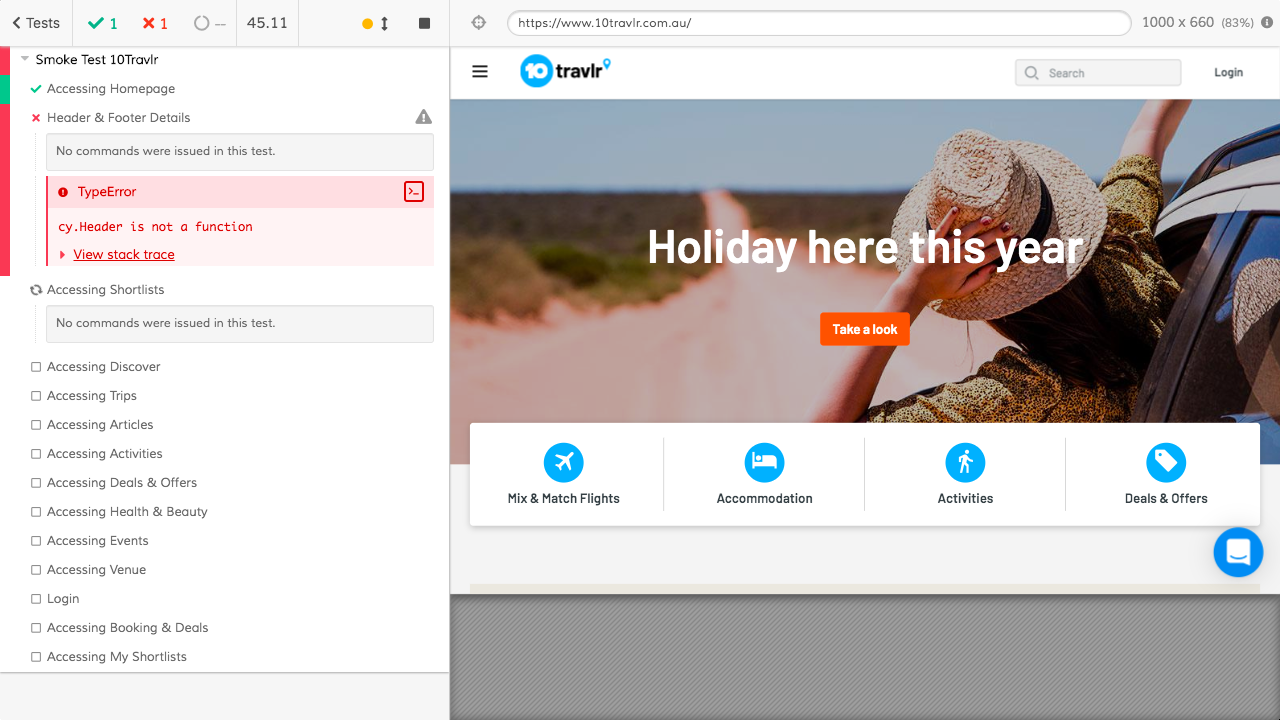 Tests
1
1
--
45.11
https://www.10travlr.com.au/
1000 x 660 (83%)
Smoke Test 10Travlr
Accessing Homepage
Header & Footer Details
No commands were issued in this test.
TypeError
cy.Header is not a function
View stack trace
Accessing Shortlists
No commands were issued in this test.
Accessing Discover
Accessing Trips
Accessing Articles
Accessing Activities
Accessing Deals & Offers
Accessing Health & Beauty
Accessing Events
Accessing Venue
Login
Accessing Booking & Deals
Accessing My Shortlists
10 travlr
Search
Login
Holiday here this year
Take a look
Mix & Match Flights
Accommodation
Activities
Deals & Offers